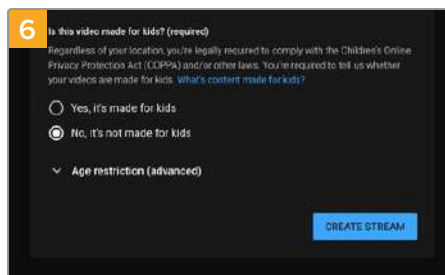 6
Is this video made for kids? (required)
Regardless of your location, you're legally required to comply with the Children's Online
Privacy Protection Act (COPPA) and/or other laws. You're required to tell us whether
your videos are made for kids. What's content made for kids?
Yes, it's made for kids
No, it's not made for kids
Age restriction (advanced)
CREATE STREAM